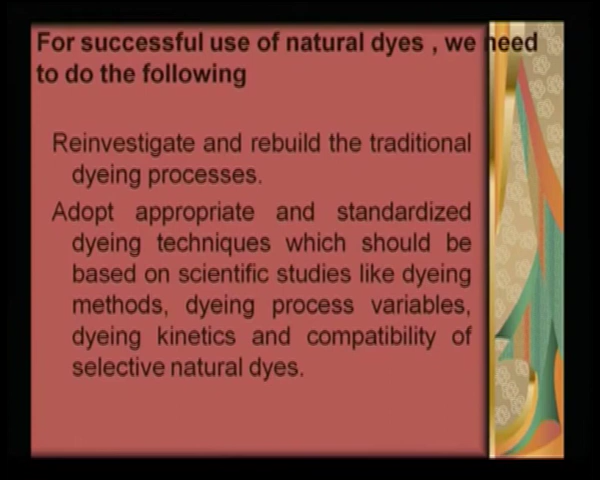 For successful use of natural dyes , we need
to do the following
Reinvestigate and rebuild the traditional
dyeing processes.
Adopt appropriate and standardized
dyeing techniques which should be
based on scientific studies like dyeing
methods, dyeing process variables,
dyeing kinetics and compatibility of
selective natural dyes.